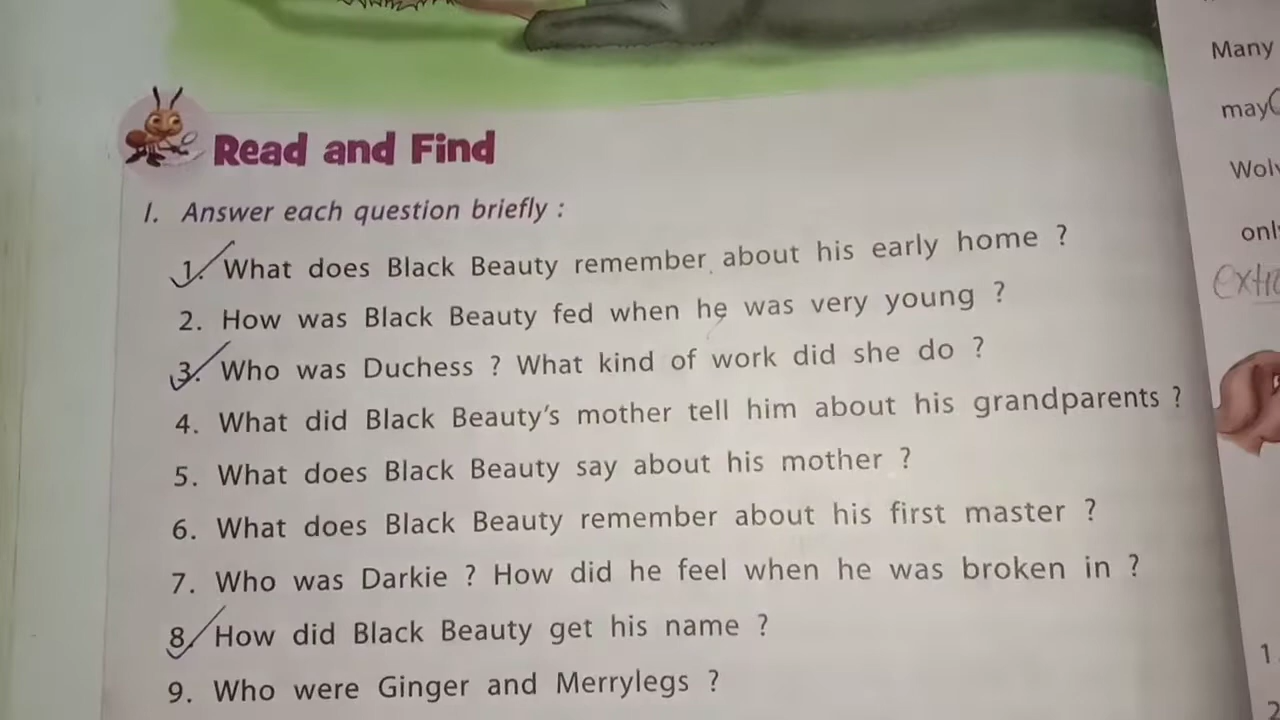 Read and Find
I. Answer each question briefly :
1. What does Black Beauty remember about his early home ?
2. How was Black Beauty fed when he was very young ?
3. Who was Duchess ? What kind of work did she do ?
4. What did Black Beauty's mother tell him about his grandparents ?
5. What does Black Beauty say about his mother ?
6. What does Black Beauty remember about his first master ?
7. Who was Darkie ? How did he feel when he was broken in ?
8. How did Black Beauty get his name ?
9. Who were Ginger and Merrylegs ?
Many
may
1.